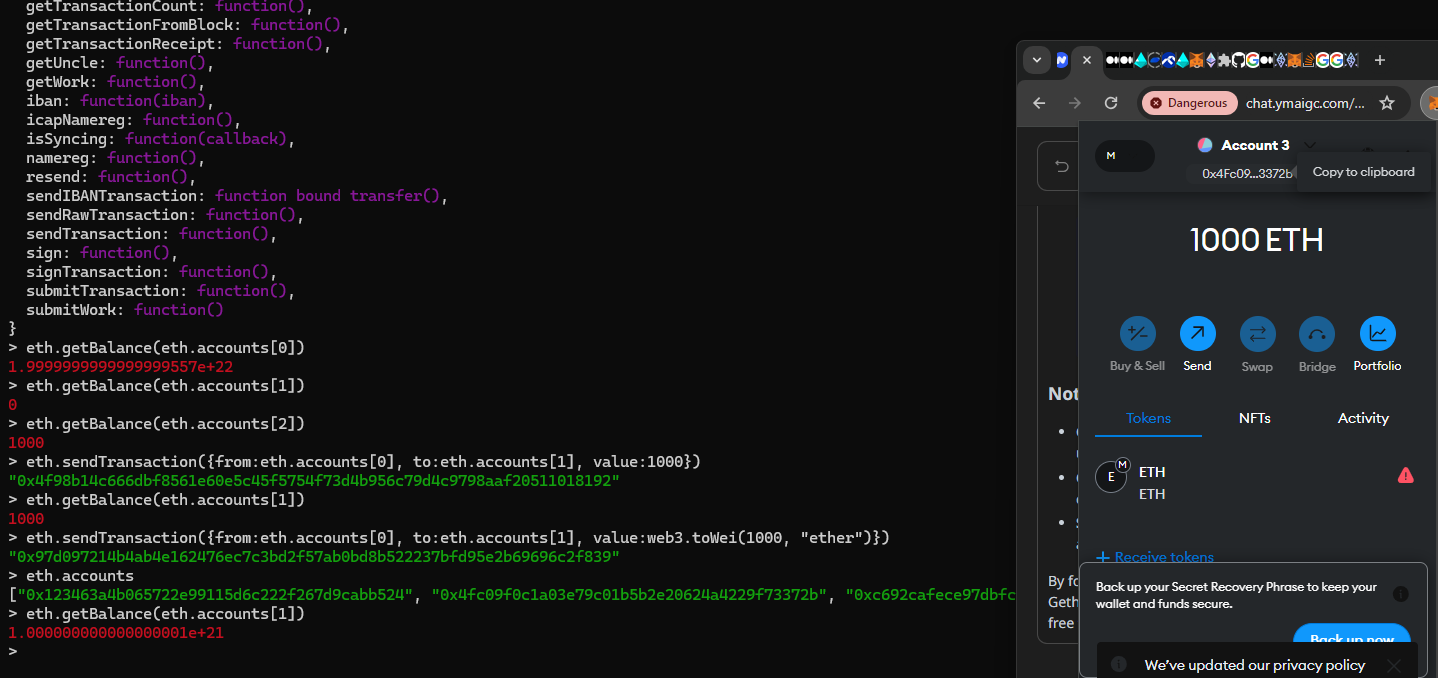 getTransactionCount: function(),
getTransactionFromBlock: function(),
getTransactionReceipt: function(),
getUncle: function(),
getWork: function(),
iban: function(iban),
icapNamereg: function(),
isSyncing: function(callback),
namereg: function(),
resend: function(),
sendIBANTransaction: function bound transfer(),
sendRawTransaction: function(),
sendTransaction: function(),
sign: function(),
signTransaction: function(),
submitTransaction: function(),
submitWork: function()
}
> eth.getBalance(eth.accounts[0])
1.9999999999999999557e+22
> eth.getBalance(eth.accounts[1])
0
> eth.getBalance(eth.accounts[2])
1000
> eth.sendTransaction({from:eth.accounts[0], to:eth.accounts[1], value:1000})
"0x4f98b14c666dbf8561e60e5c45f5754f73d4b956c79d4c9798aaf20511018192"
> eth.getBalance(eth.accounts[1])
1000
> eth.sendTransaction({from:eth.accounts[0], to:eth.accounts[1], value:web3.toWei(1000, "ether")})
"0x97d097214b4ab4e162476ec7c3bd2f57ab0bd8b522237bfd95e2b69696c2f839"
> eth.accounts
["0x123463a4b065722e99115d6c222f267d9cabb524", "0x4fc09f0c1a03e79c01b5b2e20624a4229f73372b", "0xc692cafece97dbfc
> eth.getBalance(eth.accounts[1])
1.000000000000000001e+21
>
Dangerous
chat.ymaigc.com/...
M
Account 3
0x4Fc09...3372b
Copy to clipboard
1000 ETH
Buy & Sell
Send
Swap
Bridge
Portfolio
Tokens
NFTs
Activity
M
E
ETH
ETH
+ Receive tokens
Not
By fo
Geth
free
Back up your Secret Recovery Phrase to keep your
wallet and funds secure.
Back up now
We've updated our privacy policy